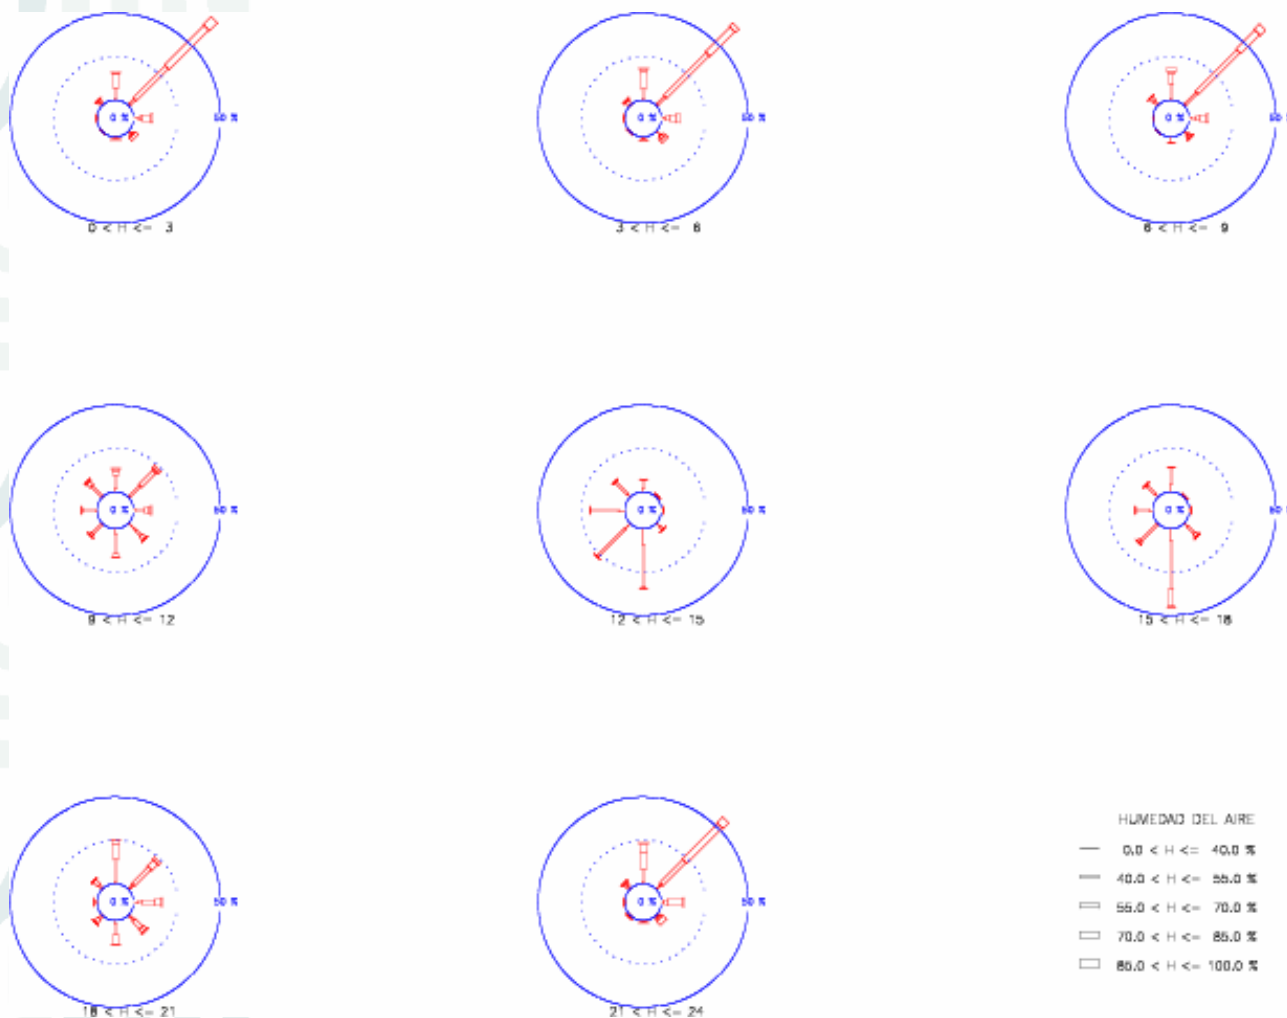 0 %
50 %
0 < H <= 3
0 %
50 %
3 < H <= 6
0 %
50 %
6 < H <= 9
0 %
50 %
9 < H <= 12
0 %
50 %
12 < H <= 15
0 %
50 %
15 < H <= 18
0 %
50 %
18 < H <= 21
0 %
50 %
21 < H <= 24
HUMEDAD DEL AIRE
0.0 < H <= 40.0 %
40.0 < H <= 55.0 %
55.0 < H <= 70.0 %
70.0 < H <= 85.0 %
85.0 < H <= 100.0 %